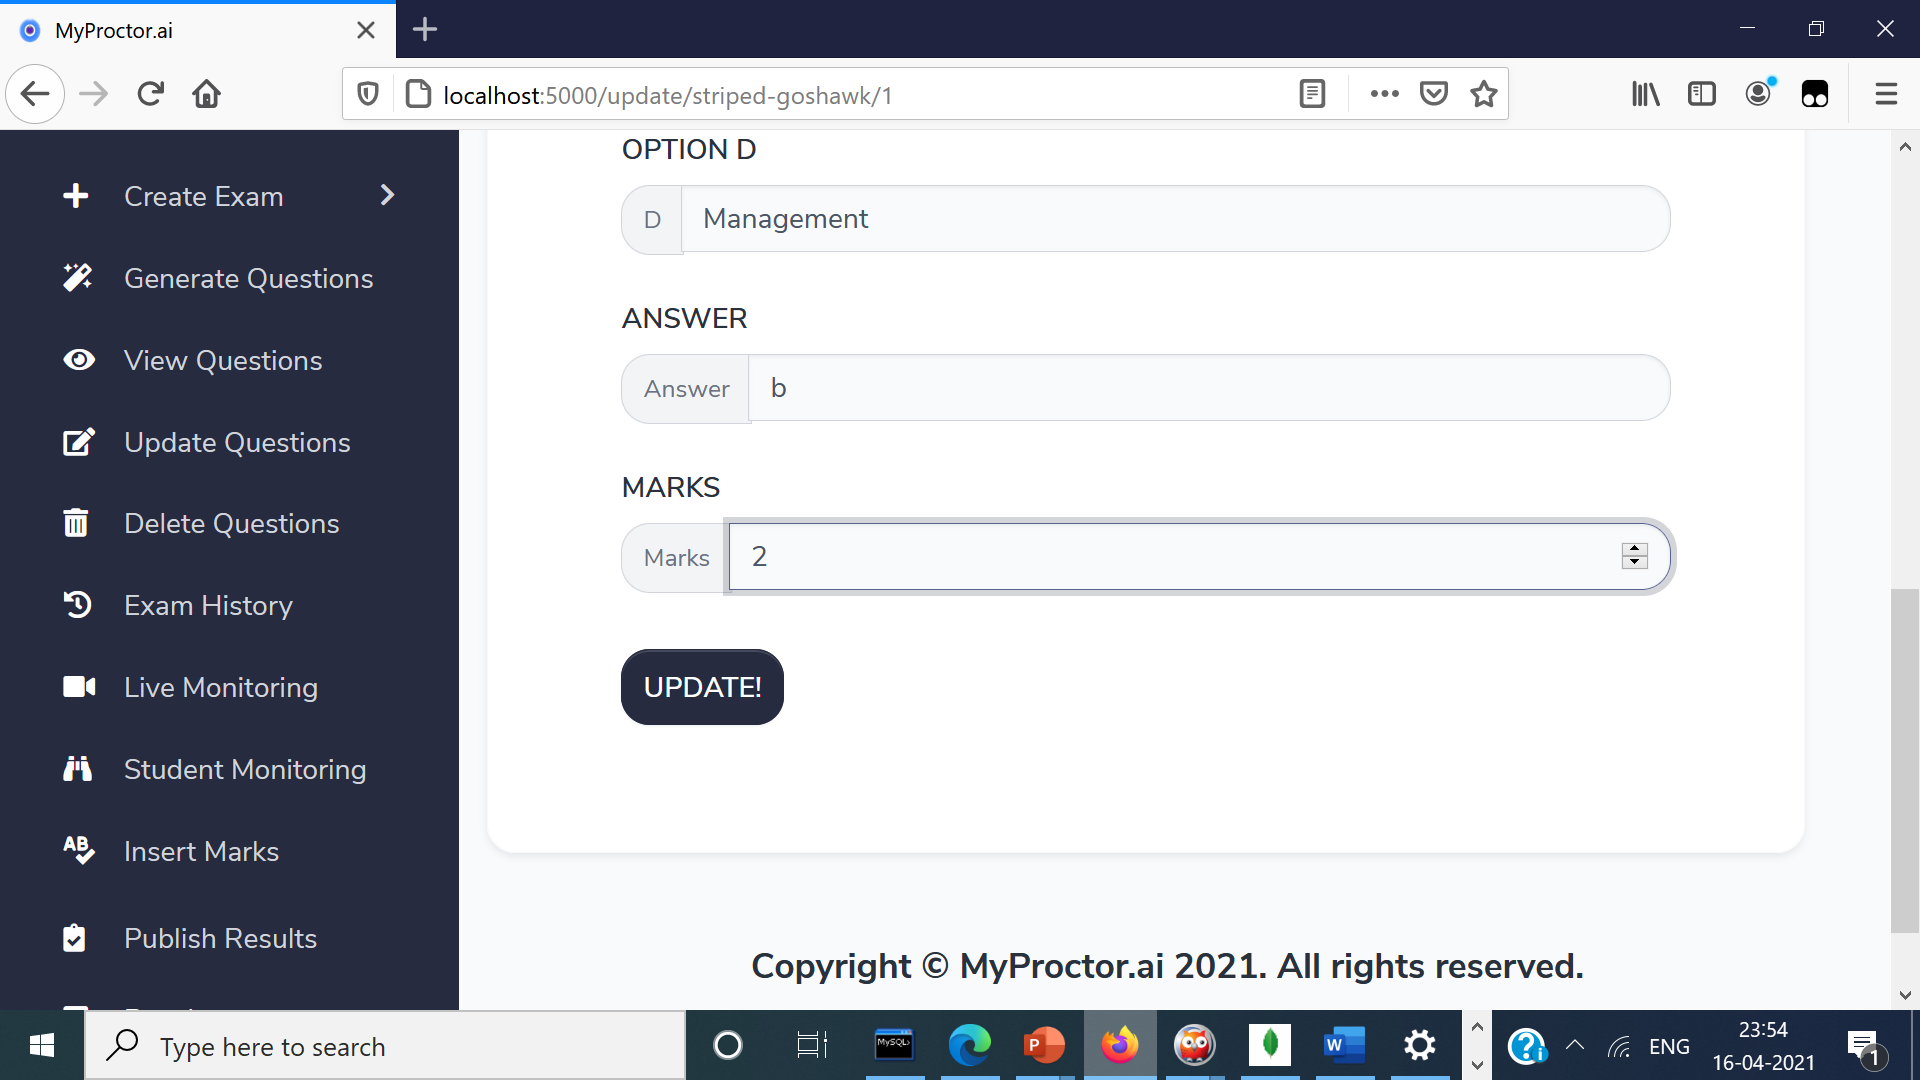 MyProctor.ai
localhost:5000/update/striped-goshawk/1
Create Exam
Generate Questions
View Questions
Update Questions
Delete Questions
Exam History
Live Monitoring
Student Monitoring
Insert Marks
Publish Results
OPTION D
D Management
ANSWER
Answer b
MARKS
Marks 2
UPDATE!
Copyright © MyProctor.ai 2021. All rights reserved.
Type here to search
MySQL>
P
W
ENG
23:54
16-04-2021
1